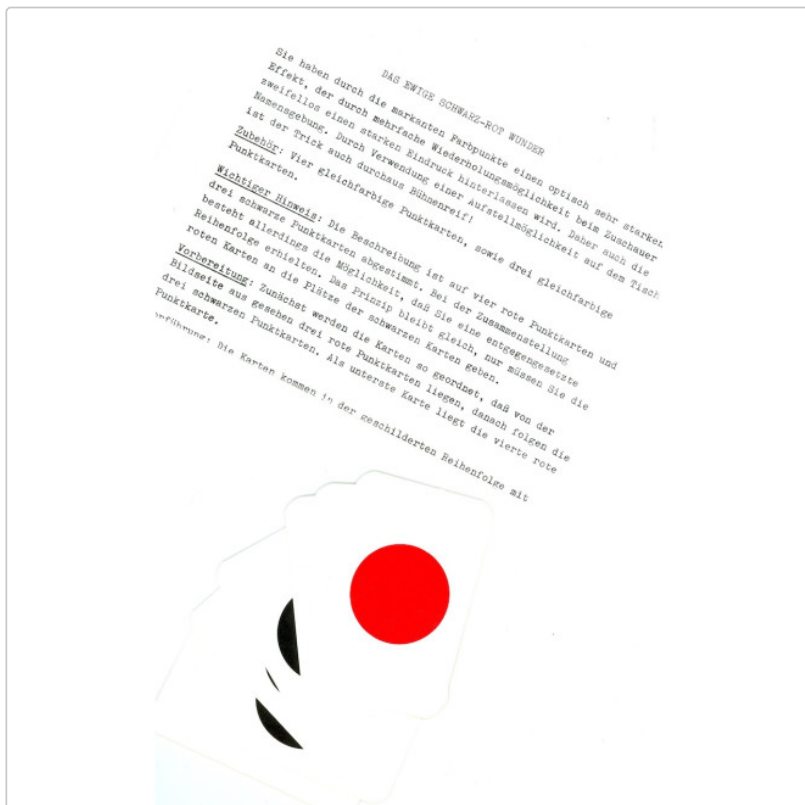 DAS EWIGE SCHWARZ-ROT WUNDER
Sie haben durch die markanten Farbpunkte einen optisch sehr starken
Effekt, der durch mehrfache Wiederholungsmöglichkeit beim Zuschauer
zweifellos einen starken Eindruck hinterlassen wird. Daher auch die
Namensgebung. Durch Verwendung einer Aufstellmöglichkeit auf dem Tisch
ist der Trick auch durchaus Bühnenreif!
Zubehör: Vier gleichfarbige Punktkarten, sowie drei gleichfarbige
Punktkarten.
Wichtiger Hinweis: Die Beschreibung ist auf vier rote Punktkarten und
drei schwarze Punktkarten abgestimmt. Bei der Zusammenstellung
besteht allerdings die Möglichkeit, daß Sie eine entgegengesetzte
Reihenfolge erhielten. Das Prinzip bleibt gleich, nur müssen Sie die
roten Karten an die Plätze der schwarzen Karten geben.
Vorbereitung: Zunächst werden die Karten so geordnet, daß von der
Bildseite aus gesehen drei rote Punktkarten liegen, danach folgen die
drei schwarzen Punktkarten. Als unterste Karte liegt die vierte rote
Punktkarte.
orführung: Die Karten kommen in der geschilderten Reihenfolge mit